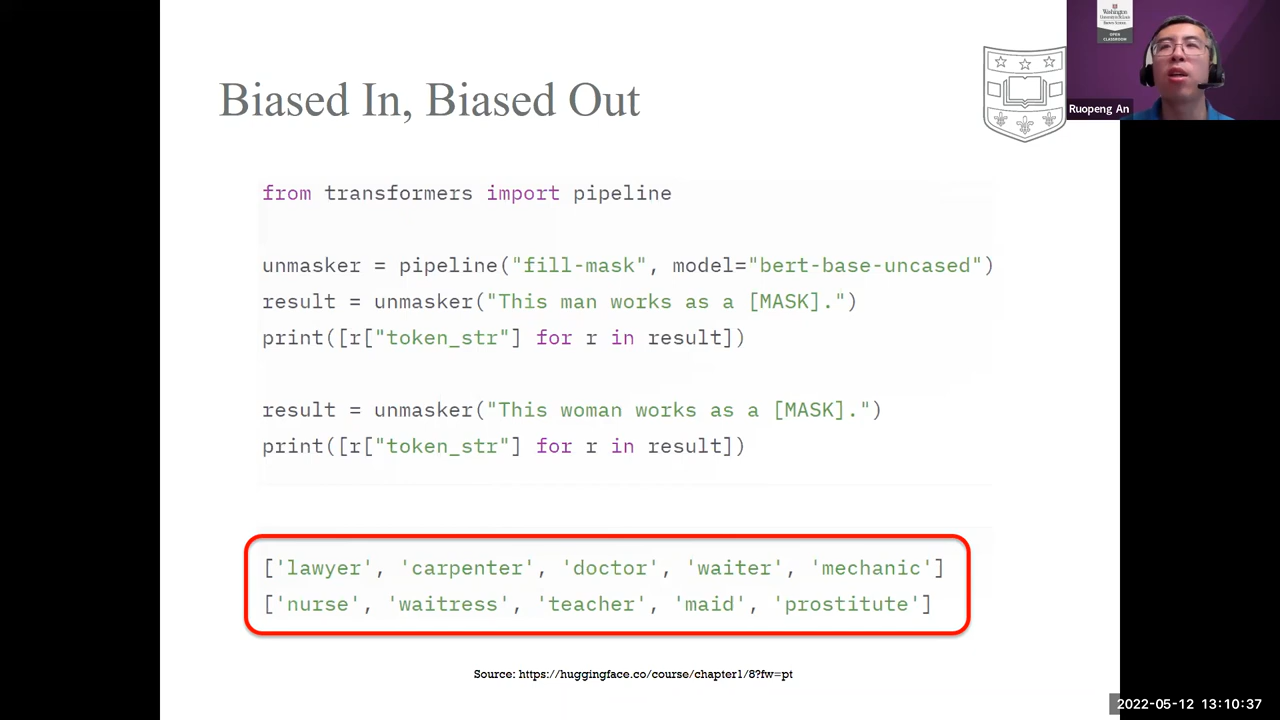 Washington
OPEN
CLASSROOM
Ruopeng An
Biased In, Biased Out
from transformers import pipeline
unmasker = pipeline("fill-mask", model="bert-base-uncased")
result = unmasker("This man works as a [MASK].")
print([r["token_str"] for r in result])
result = unmasker("This woman works as a [MASK].")
print([r["token_str"] for r in result])
['lawyer', 'carpenter', 'doctor', 'waiter', 'mechanic']
['nurse', 'waitress', 'teacher', 'maid', 'prostitute']
Source: https://huggingface.co/course/chapter1/8?fw=pt
2022-05-12 13:10:37